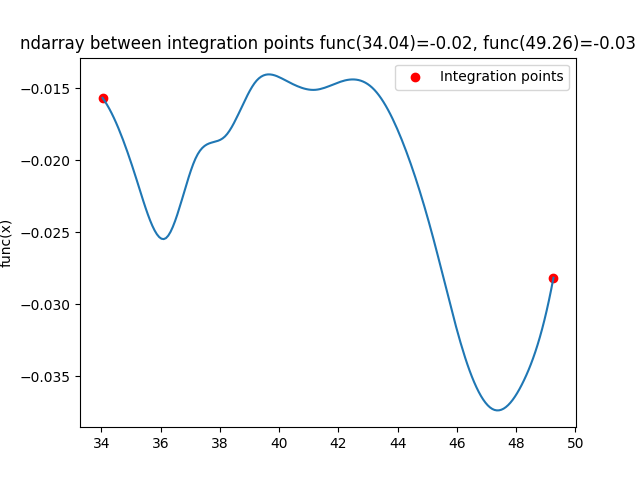 ndarray between integration points func(34.04)=-0.02, func(49.26)=-0.03
Integration points
−0.015
−0.020
−0.025
−0.030
−0.035
func(x)
34 36 38 40 42 44 46 48 50